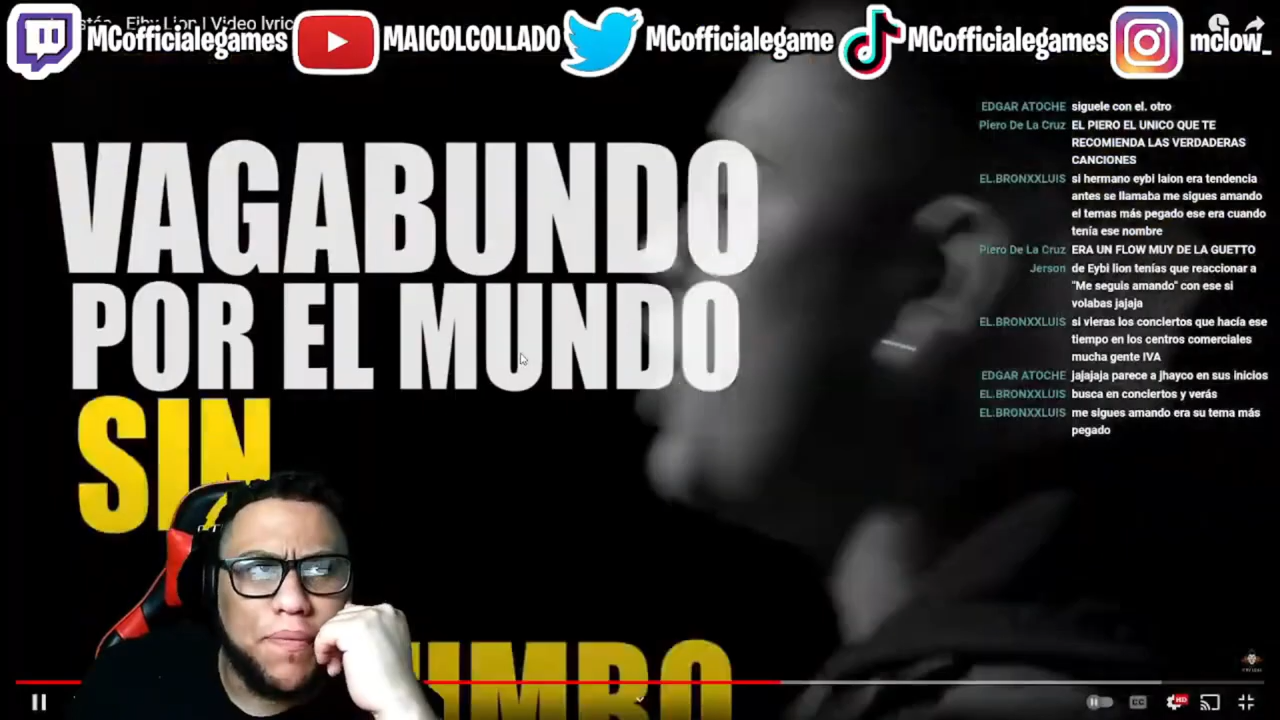 Eiby Lion | Video lyric
MCofficialegames
MAICOLCOLLADO
MCofficialegame
MCofficialegames
mclow_
VAGABUNDO
POR EL MUNDO
SIN
EDGAR ATOCHE siguele con el. otro
Piero De La Cruz EL PIERO EL UNICO QUE TE
RECOMIENDA LAS VERDADERAS
CANCIONES
EL.BRONXXLUIS si hermano eybi laion era tendencia
antes se llamaba me sigues amando
el temas más pegado ese era cuando
tenía ese nombre
Piero De La Cruz ERA UN FLOW MUY DE LA GUETTO
Jerson de Eybi lion tenías que reaccionar a
"Me seguis amando" con ese si
volabas jajaja
EL.BRONXXLUIS si vieras los conciertos que hacía ese
tiempo en los centros comerciales
mucha gente IVA
EDGAR ATOCHE jajajaja parece a jhayco en sus inicios
EL.BRONXXLUIS busca en conciertos y verás
EL.BRONXXLUIS me sigues amando era su tema más
pegado
CC
HD